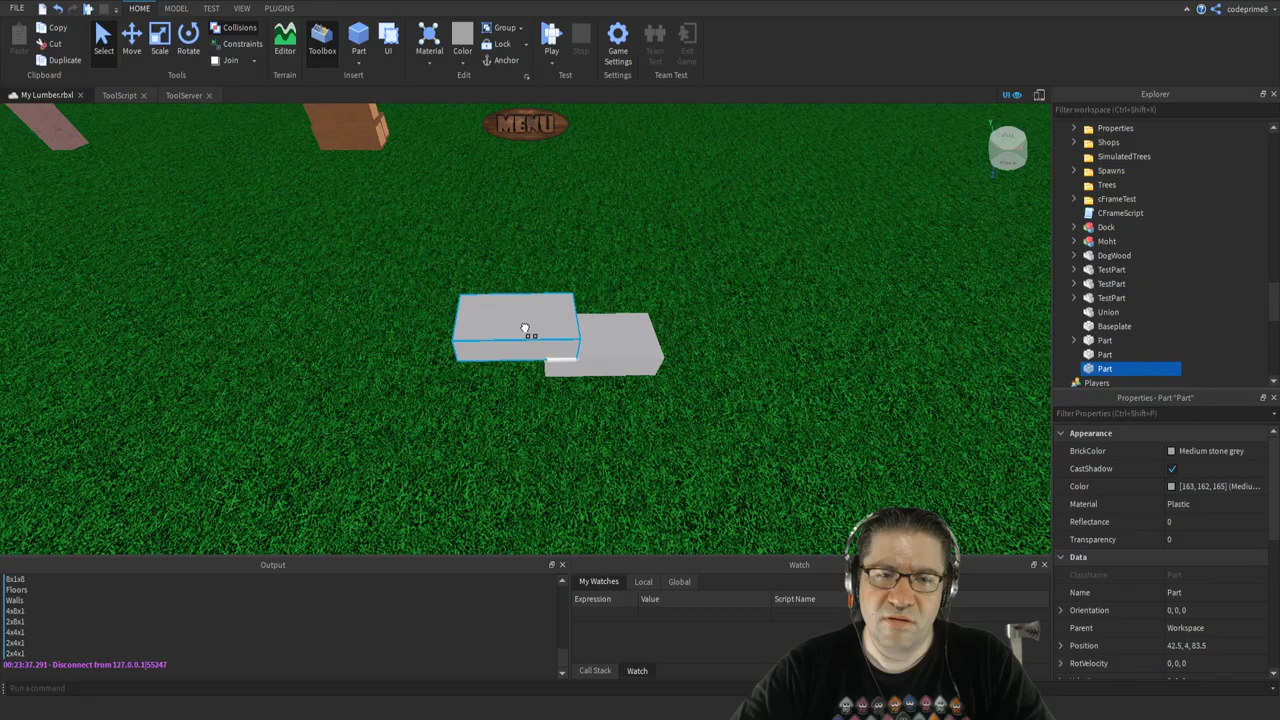 FILE
HOME
MODEL
TEST
VIEW
PLUGINS
codeprime8
Paste
Copy
Cut
Duplicate
Clipboard
Select
Move
Scale
Rotate
Collisions
Constraints
Join
Tools
Editor
Terrain
Toolbox
Part
UI
Insert
Material
Color
Group
Lock
Anchor
Edit
Play
Stop
Test
Game
Settings
Settings
Team
Test
Exit
Game
Team Test
My Lumber.rbxl
ToolScript
ToolServer
UI
MENU
Y
Explorer
Filter workspace (Ctrl+Shift+X)
Properties
Shops
SimulatedTrees
Spawns
Trees
cFrameTest
CFrameScript
Dock
Moht
DogWood
TestPart
TestPart
TestPart
Union
Baseplate
Part
Part
Part
Players
Properties - Part "Part"
Filter Properties (Ctrl+Shift+P)
Appearance
BrickColor Medium stone grey
CastShadow
Color [163, 162, 165] (Mediu...
Material Plastic
Reflectance 0
Transparency 0
Data
ClassName Part
Name Part
Orientation 0, 0, 0
Parent Workspace
Position 42.5, 4, 83.5
RotVelocity 0, 0, 0
Output
8x1x8
Floors
Walls
4x8x1
2x8x1
4x4x1
2x4x1
2x4x1
00:23:37.291 - Disconnect from 127.0.0.1|55247
Watch
My Watches
Local
Global
Expression
Value
Script Name
Call Stack
Watch
Run a command